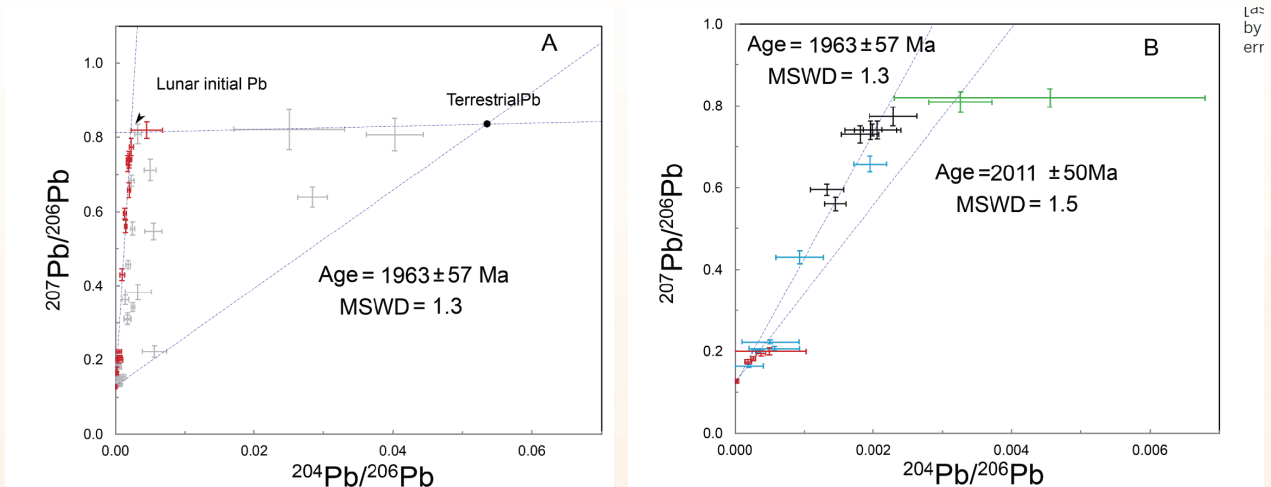 A
Lunar initial Pb
TerrestrialPb
Age = 1963±57 Ma
MSWD = 1.3
207Pb/206Pb
1.0
0.8
0.6
0.4
0.2
0.0
0.00
0.02
0.04
0.06
204Pb/206Pb
B
Age = 1963±57 Ma
MSWD = 1.3
Age =2011 ±50Ma
MSWD = 1.5
207Pb/206Pb
1.0
0.8
0.6
0.4
0.2
0.0
0.000
0.002
0.004
0.006
204Pb/206Pb
by
err